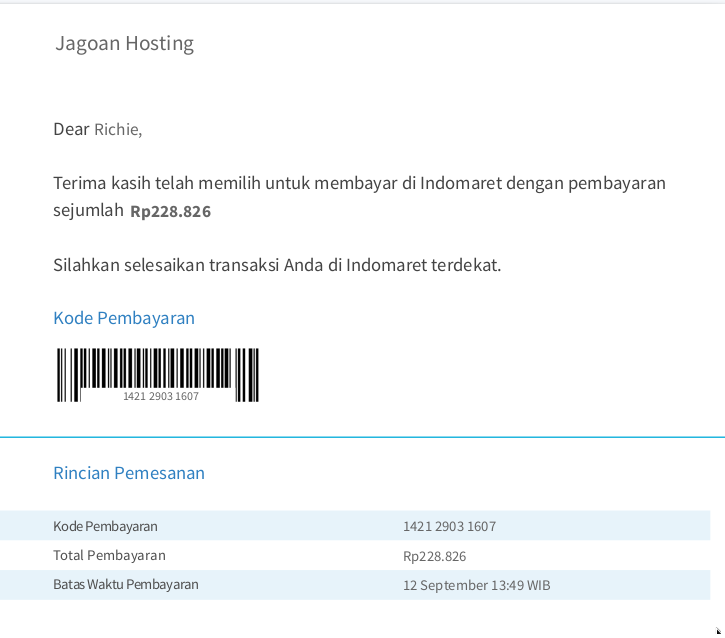 Jagoan Hosting
Dear Richie,
Terima kasih telah memilih untuk membayar di Indomaret dengan pembayaran
sejumlah Rp228.826
Silahkan selesaikan transaksi Anda di Indomaret terdekat.
Kode Pembayaran
1421 2903 1607
Rincian Pemesanan
Kode Pembayaran 1421 2903 1607
Total Pembayaran Rp228.826
Batas Waktu Pembayaran 12 September 13:49 WIB